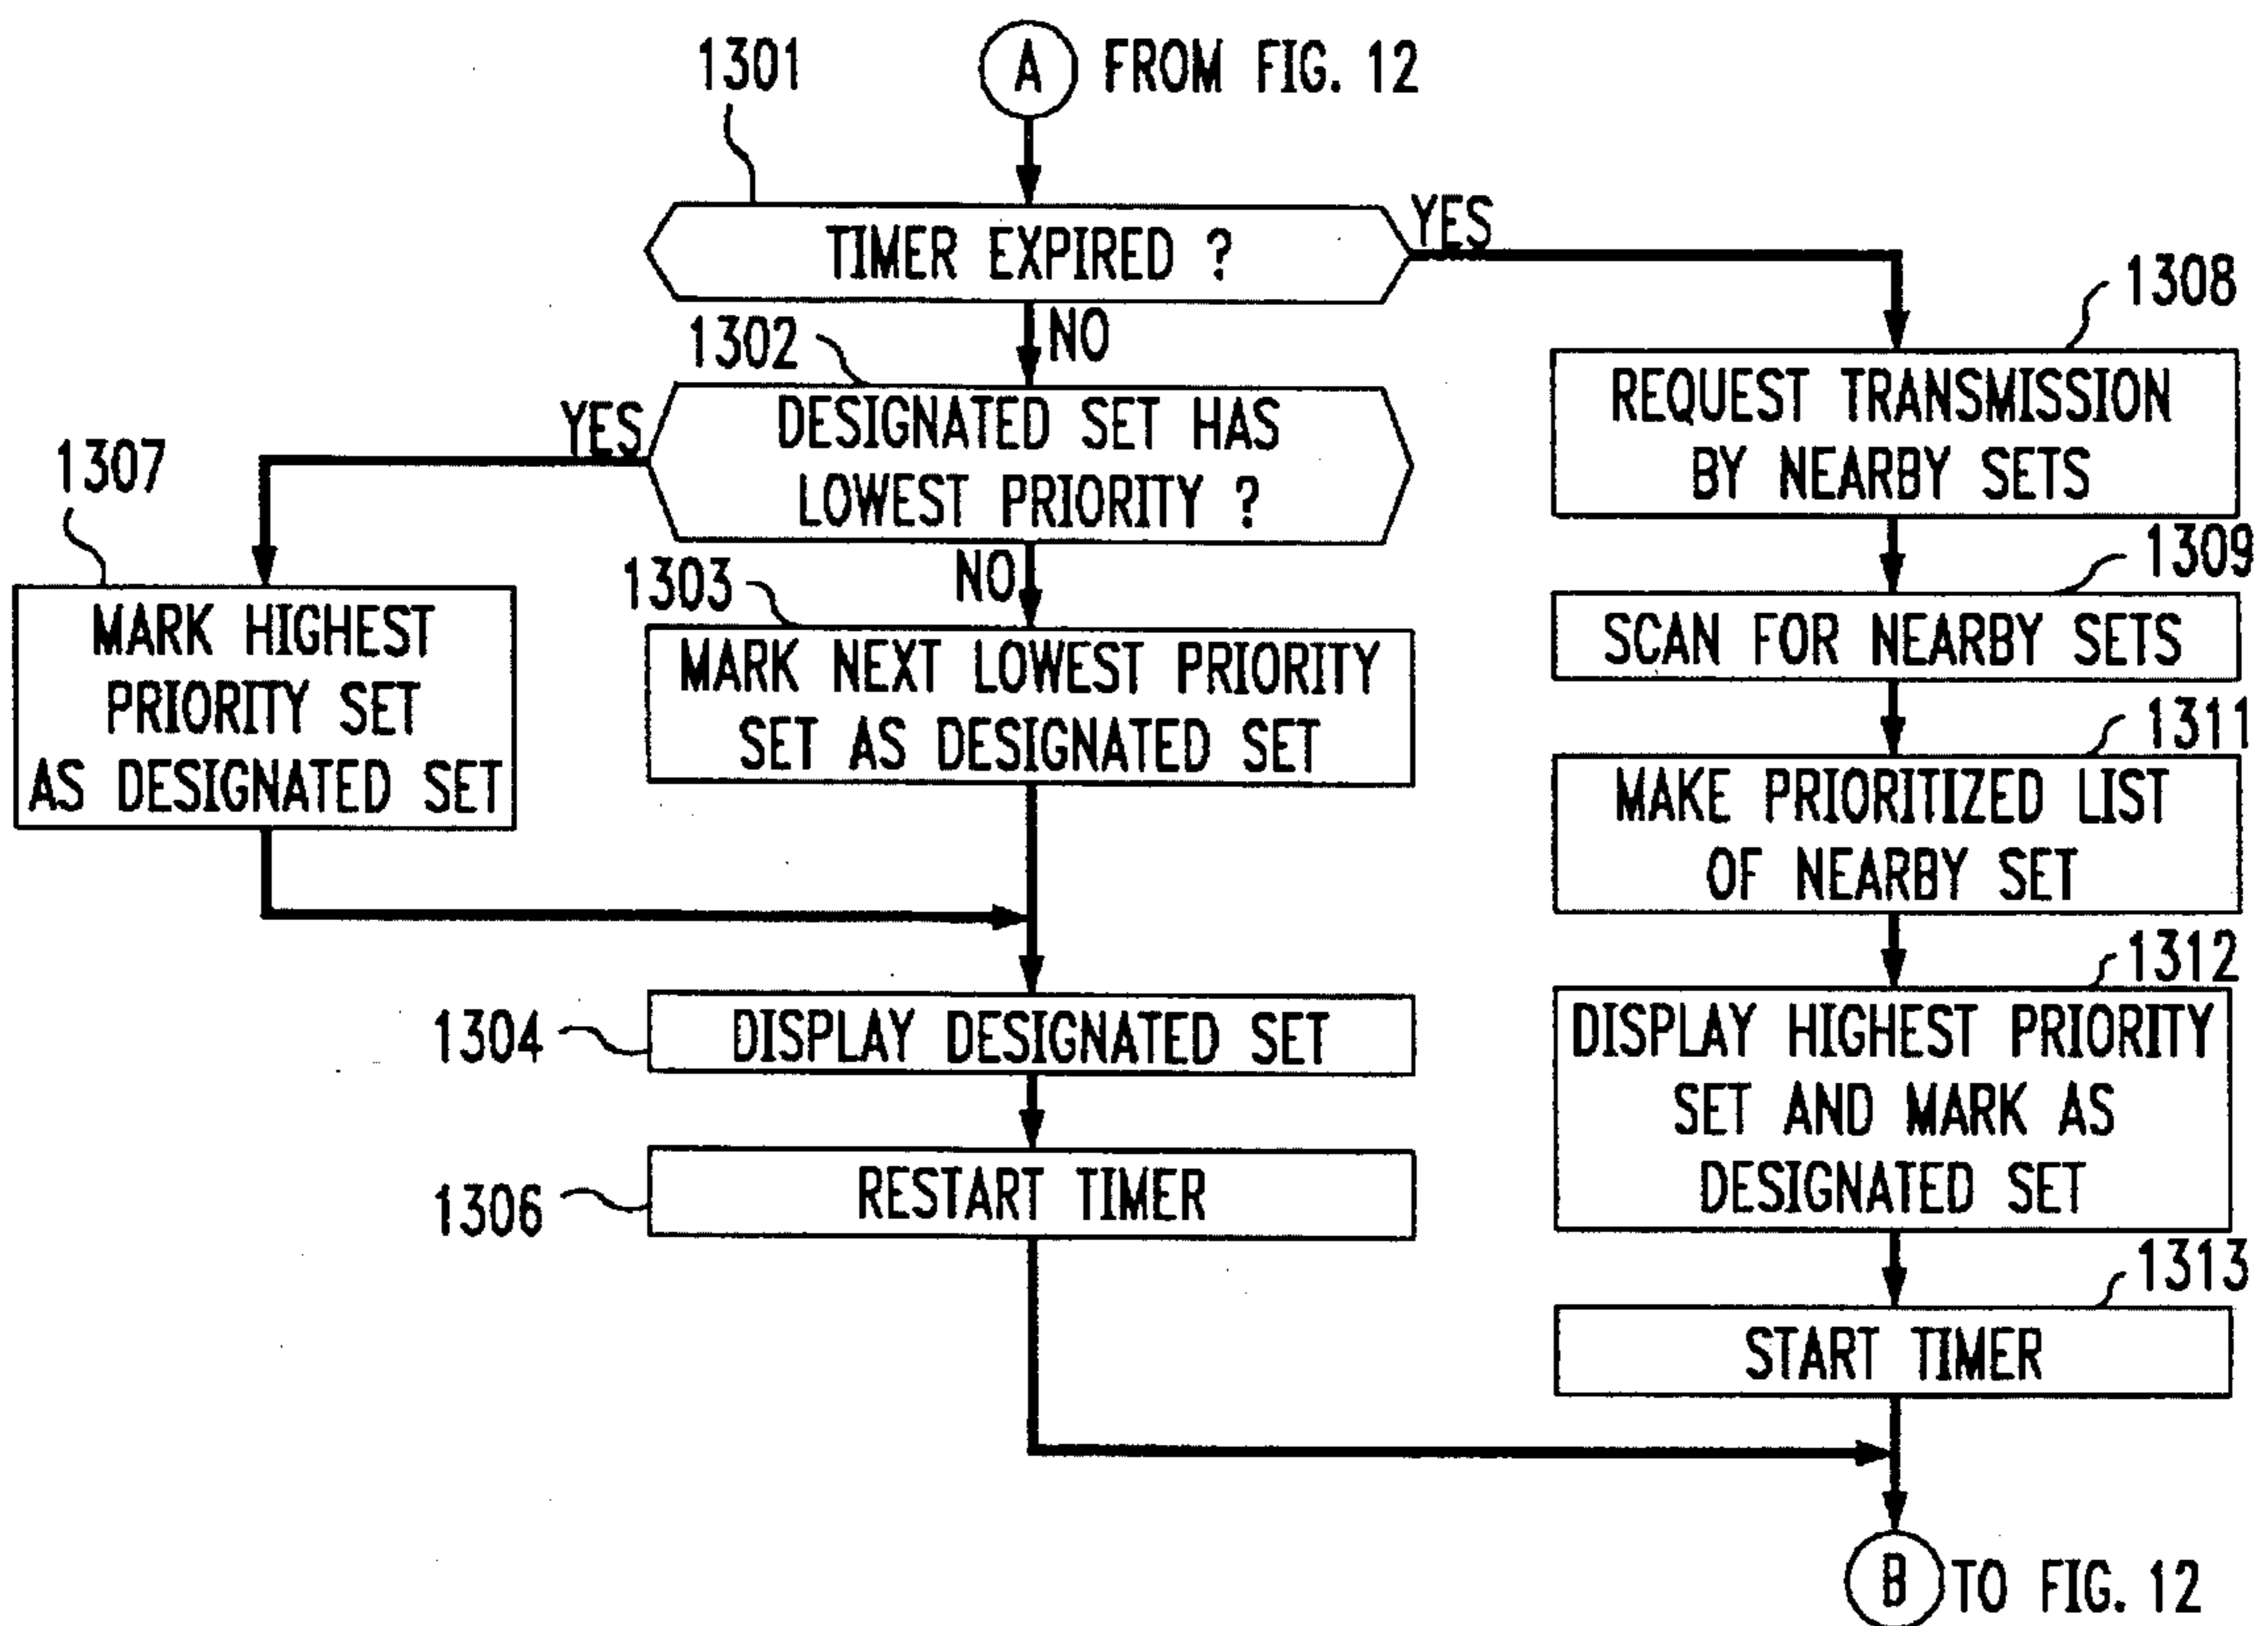 A FROM FIG. 12
1301
TIMER EXPIRED ?
YES
NO
1302
DESIGNATED SET HAS
LOWEST PRIORITY ?
YES
NO
1307
MARK HIGHEST
PRIORITY SET
AS DESIGNATED SET
1303
MARK NEXT LOWEST PRIORITY
SET AS DESIGNATED SET
1304
DISPLAY DESIGNATED SET
1306
RESTART TIMER
1308
REQUEST TRANSMISSION
BY NEARBY SETS
1309
SCAN FOR NEARBY SETS
1311
MAKE PRIORITIZED LIST
OF NEARBY SET
1312
DISPLAY HIGHEST PRIORITY
SET AND MARK AS
DESIGNATED SET
1313
START TIMER
B TO FIG. 12